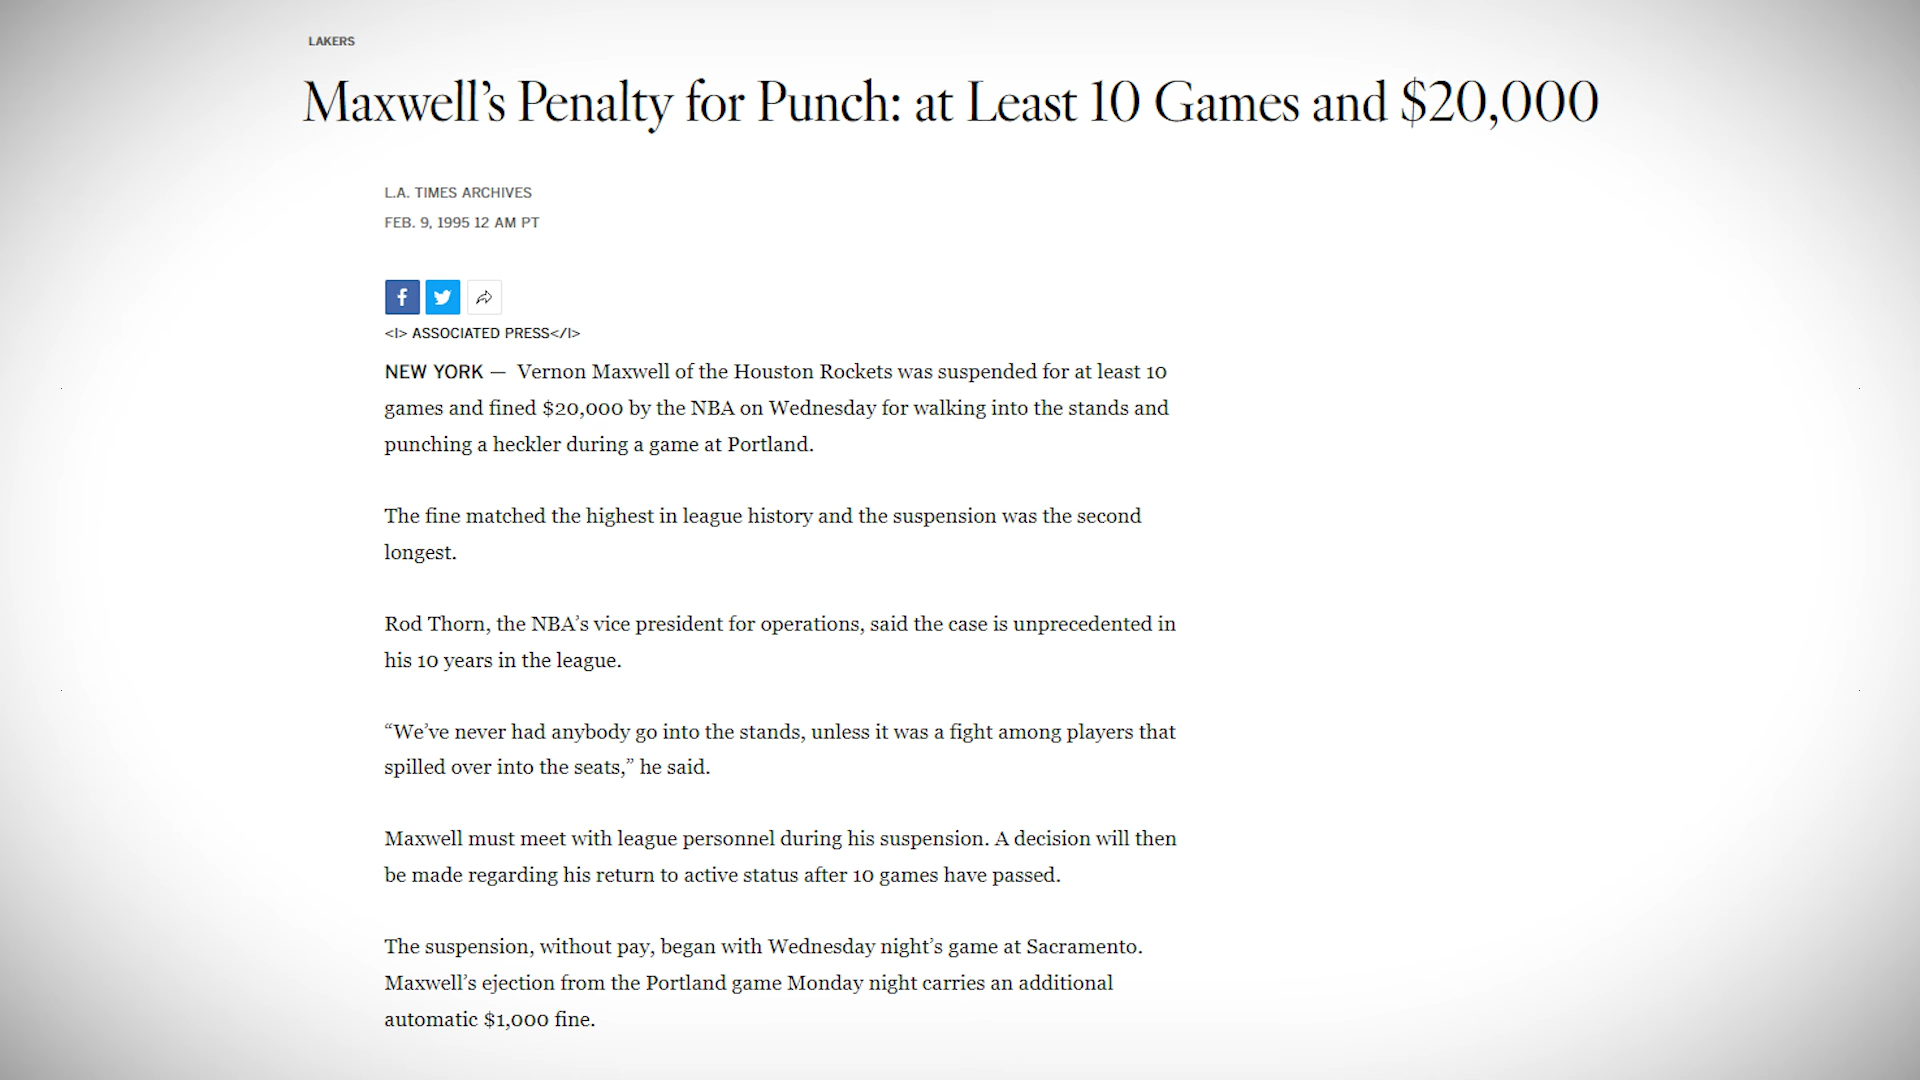 LAKERS
Maxwell’s Penalty for Punch: at Least 10 Games and $20,000
L.A. TIMES ARCHIVES
FEB. 9, 1995 12 AM PT
<I> ASSOCIATED PRESS</I>
NEW YORK — Vernon Maxwell of the Houston Rockets was suspended for at least 10
games and fined $20,000 by the NBA on Wednesday for walking into the stands and
punching a heckler during a game at Portland.
The fine matched the highest in league history and the suspension was the second
longest.
Rod Thorn, the NBA’s vice president for operations, said the case is unprecedented in
his 10 years in the league.
“We’ve never had anybody go into the stands, unless it was a fight among players that
spilled over into the seats,” he said.
Maxwell must meet with league personnel during his suspension. A decision will then
be made regarding his return to active status after 10 games have passed.
The suspension, without pay, began with Wednesday night’s game at Sacramento.
Maxwell’s ejection from the Portland game Monday night carries an additional
automatic $1,000 fine.